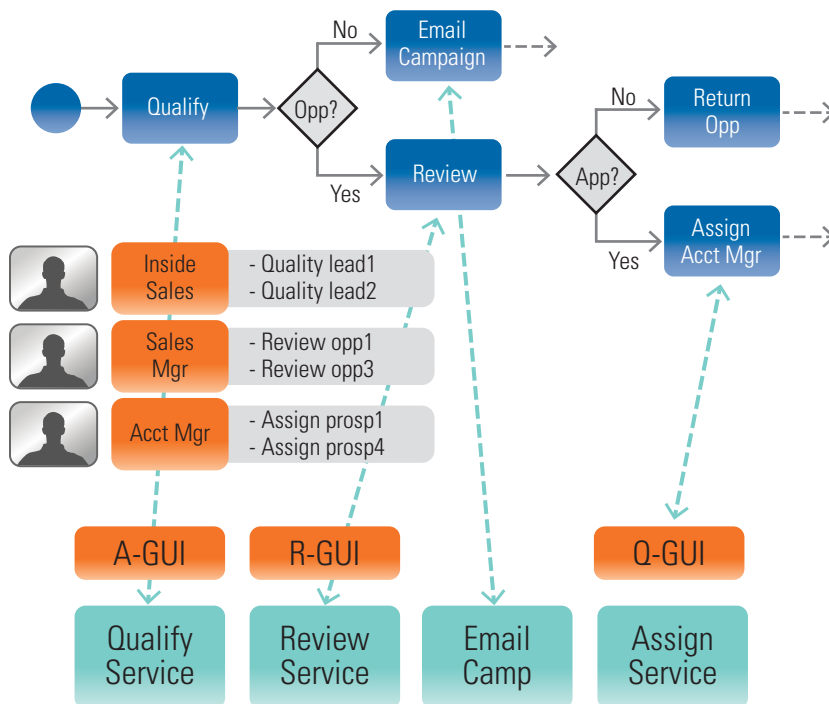 No
Email
Campaign
Qualify
Opp?
Yes
Review
No
Return
Opp
App?
Yes
Assign
Acct Mgr
Inside
Sales
- Quality lead1
- Quality lead2
Sales
Mgr
- Review opp1
- Review opp3
Acct Mgr
- Assign prosp1
- Assign prosp4
A-GUI
R-GUI
Q-GUI
Qualify
Service
Review
Service
Email
Camp
Assign
Service